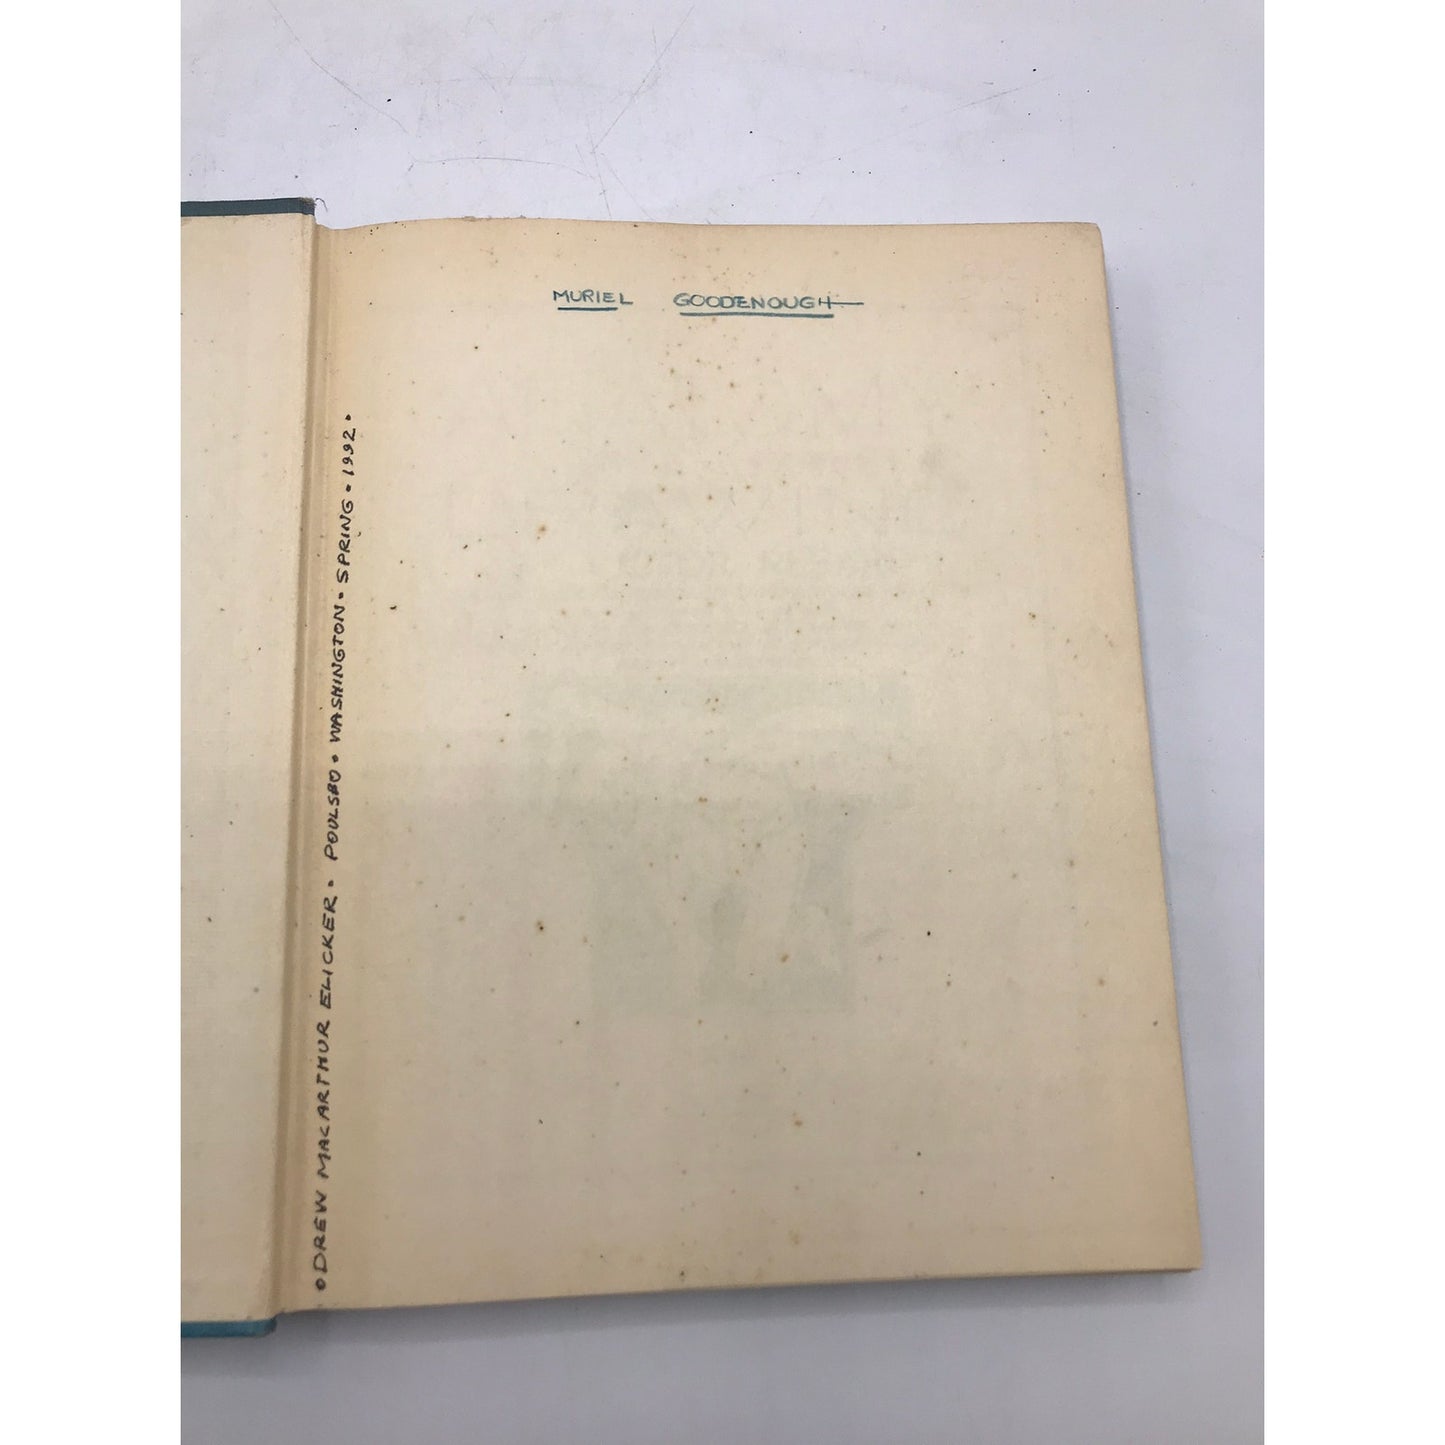 MURIEL GOODENOUGH
• DREW MACARTHUR ELICKER • POULSBO • WASHINGTON • SPRING • 1992 •